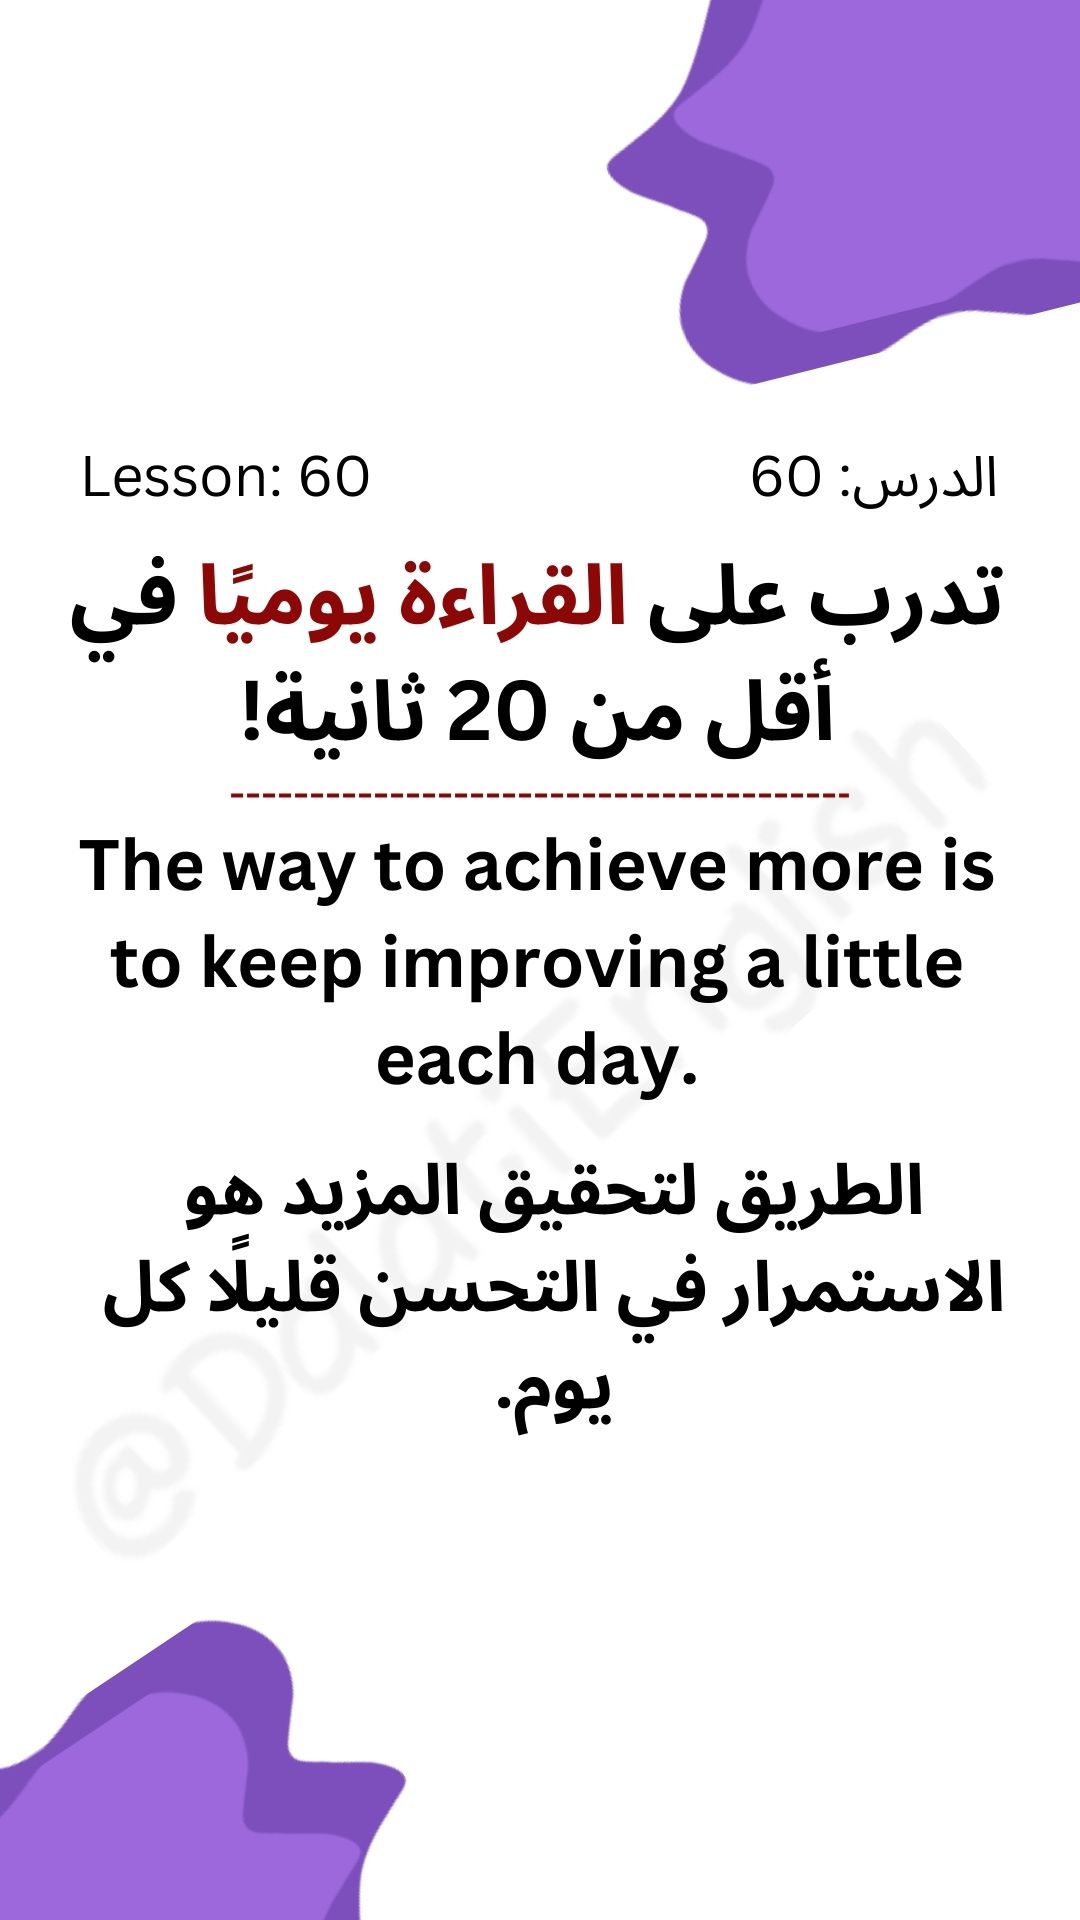 Lesson: 60
الدرس: 60
تدرب على القراءة يوميًا في
أقل من 20 ثانية!
The way to achieve more is
to keep improving a little
each day.
الطريق لتحقيق المزيد هو
الاستمرار في التحسن قليلًا كل
يوم.
@DdatiEnglish